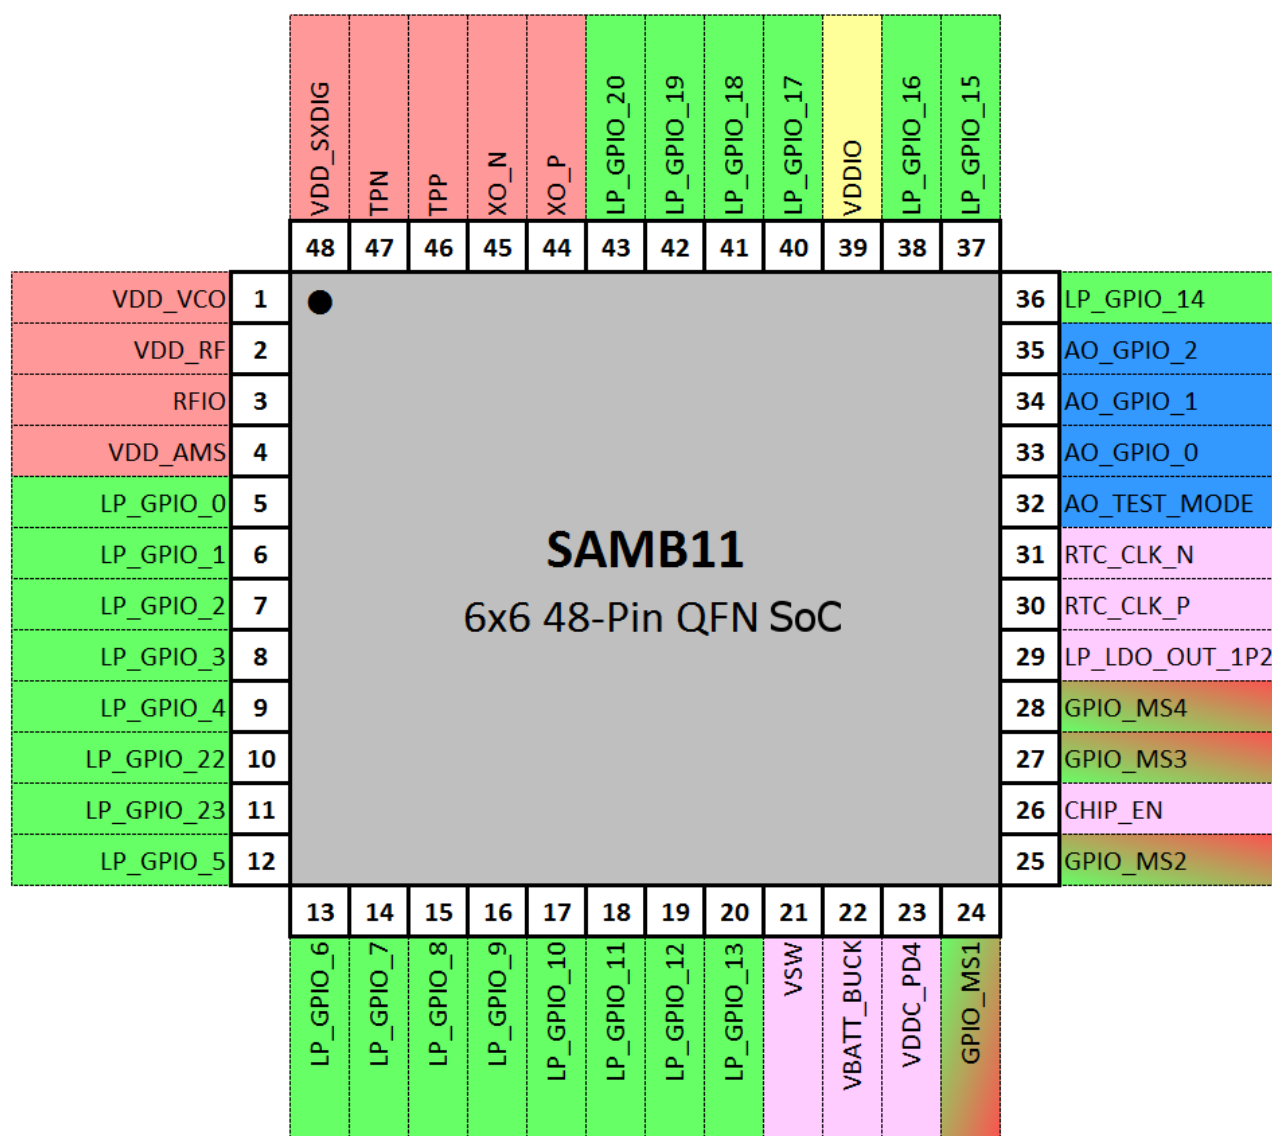 VDD_SXDIG
TPN
TPP
XO_N
XO_P
LP_GPIO_20
LP_GPIO_19
LP_GPIO_18
LP_GPIO_17
VDDIO
LP_GPIO_16
LP_GPIO_15
48 47 46 45 44 43 42 41 40 39 38 37
VDD_VCO 1
VDD_RF 2
RFIO 3
VDD_AMS 4
LP_GPIO_0 5
LP_GPIO_1 6
LP_GPIO_2 7
LP_GPIO_3 8
LP_GPIO_4 9
LP_GPIO_22 10
LP_GPIO_23 11
LP_GPIO_5 12
SAMB11
6x6 48-Pin QFN SoC
36 LP_GPIO_14
35 AO_GPIO_2
34 AO_GPIO_1
33 AO_GPIO_0
32 AO_TEST_MODE
31 RTC_CLK_N
30 RTC_CLK_P
29 LP_LDO_OUT_1P2
28 GPIO_MS4
27 GPIO_MS3
26 CHIP_EN
25 GPIO_MS2
13 14 15 16 17 18 19 20 21 22 23 24
LP_GPIO_6
LP_GPIO_7
LP_GPIO_8
LP_GPIO_9
LP_GPIO_10
LP_GPIO_11
LP_GPIO_12
LP_GPIO_13
VSW
VBATT_BUCK
VDDC_PD4
GPIO_MS1